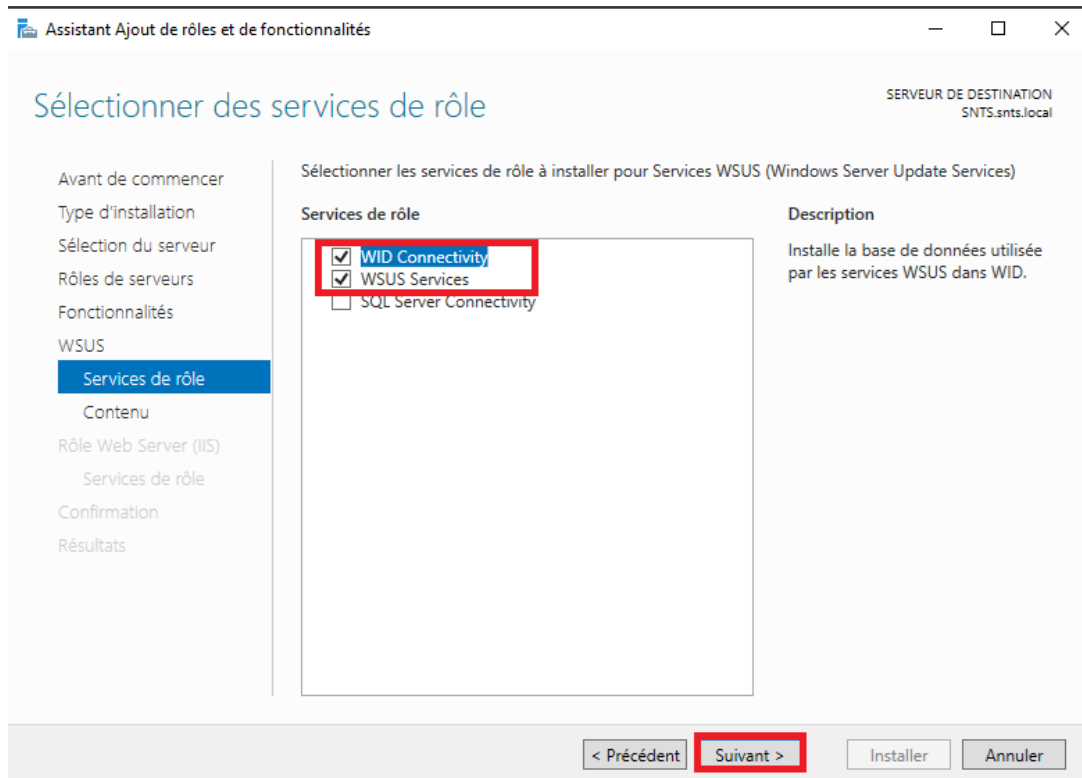 Assistant Ajout de rôles et de fonctionnalités
Sélectionner des services de rôle
SERVEUR DE DESTINATION
SNTS.snts.local
Avant de commencer
Type d'installation
Sélection du serveur
Rôles de serveurs
Fonctionnalités
WSUS
Services de rôle
Contenu
Rôle Web Server (IIS)
Services de rôle
Confirmation
Résultats
Sélectionner les services de rôle à installer pour Services WSUS (Windows Server Update Services)
Services de rôle
WID Connectivity
WSUS Services
SQL Server Connectivity
Description
Installe la base de données utilisée
par les services WSUS dans WID.
< Précédent
Suivant >
Installer
Annuler